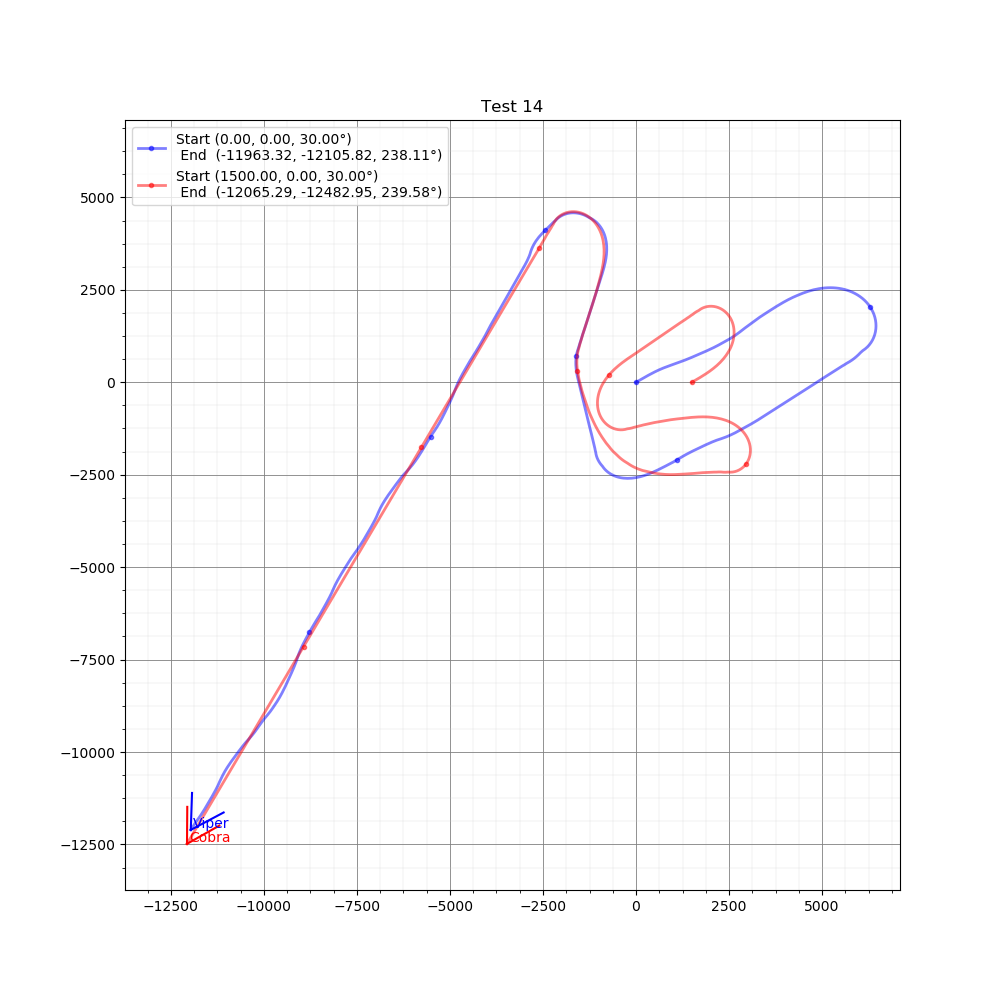 Test 14
Start (0.00, 0.00, 30.00°)
End  (-11963.32, -12105.82, 238.11°)
Start (1500.00, 0.00, 30.00°)
End  (-12065.29, -12482.95, 239.58°)
5000
2500
0
−2500
−5000
−7500
−10000
−12500
Viper
Cobra
−12500 −10000 −7500 −5000 −2500 0 2500 5000